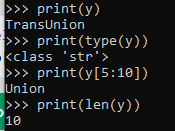 >>> print(y)
TransUnion
>>> print(type(y))
<class 'str'>
>>> print(y[5:10])
Union
>>> print(len(y))
10